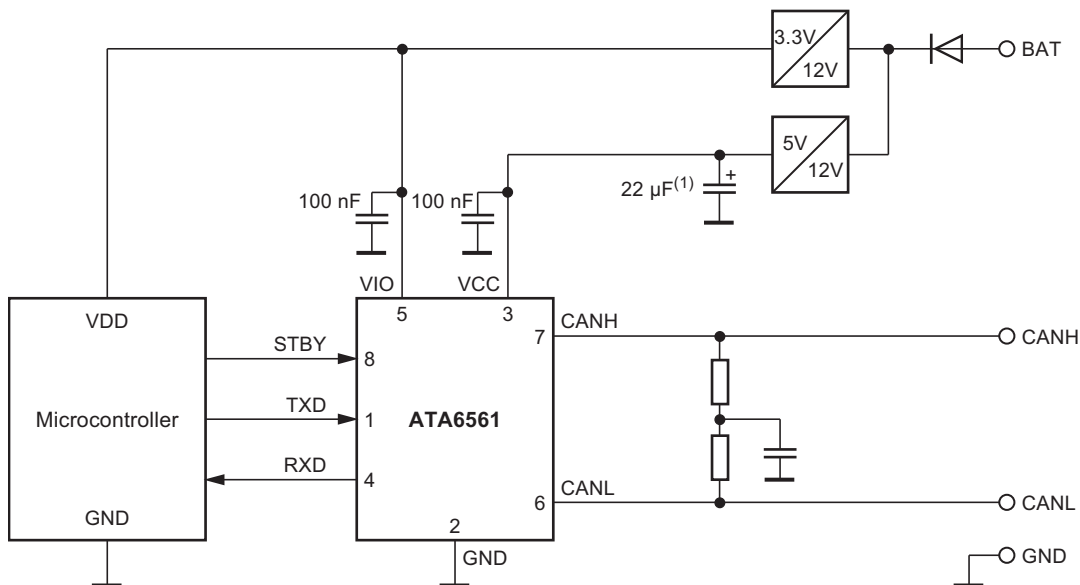 3.3V
12V
BAT
5V
12V
22 µF(1)
100 nF
100 nF
VIO
VCC
5
3
VDD
Microcontroller
GND
STBY
TXD
RXD
8
1
4
ATA6561
2
GND
7
6
CANH
CANL
CANH
CANL
GND
+